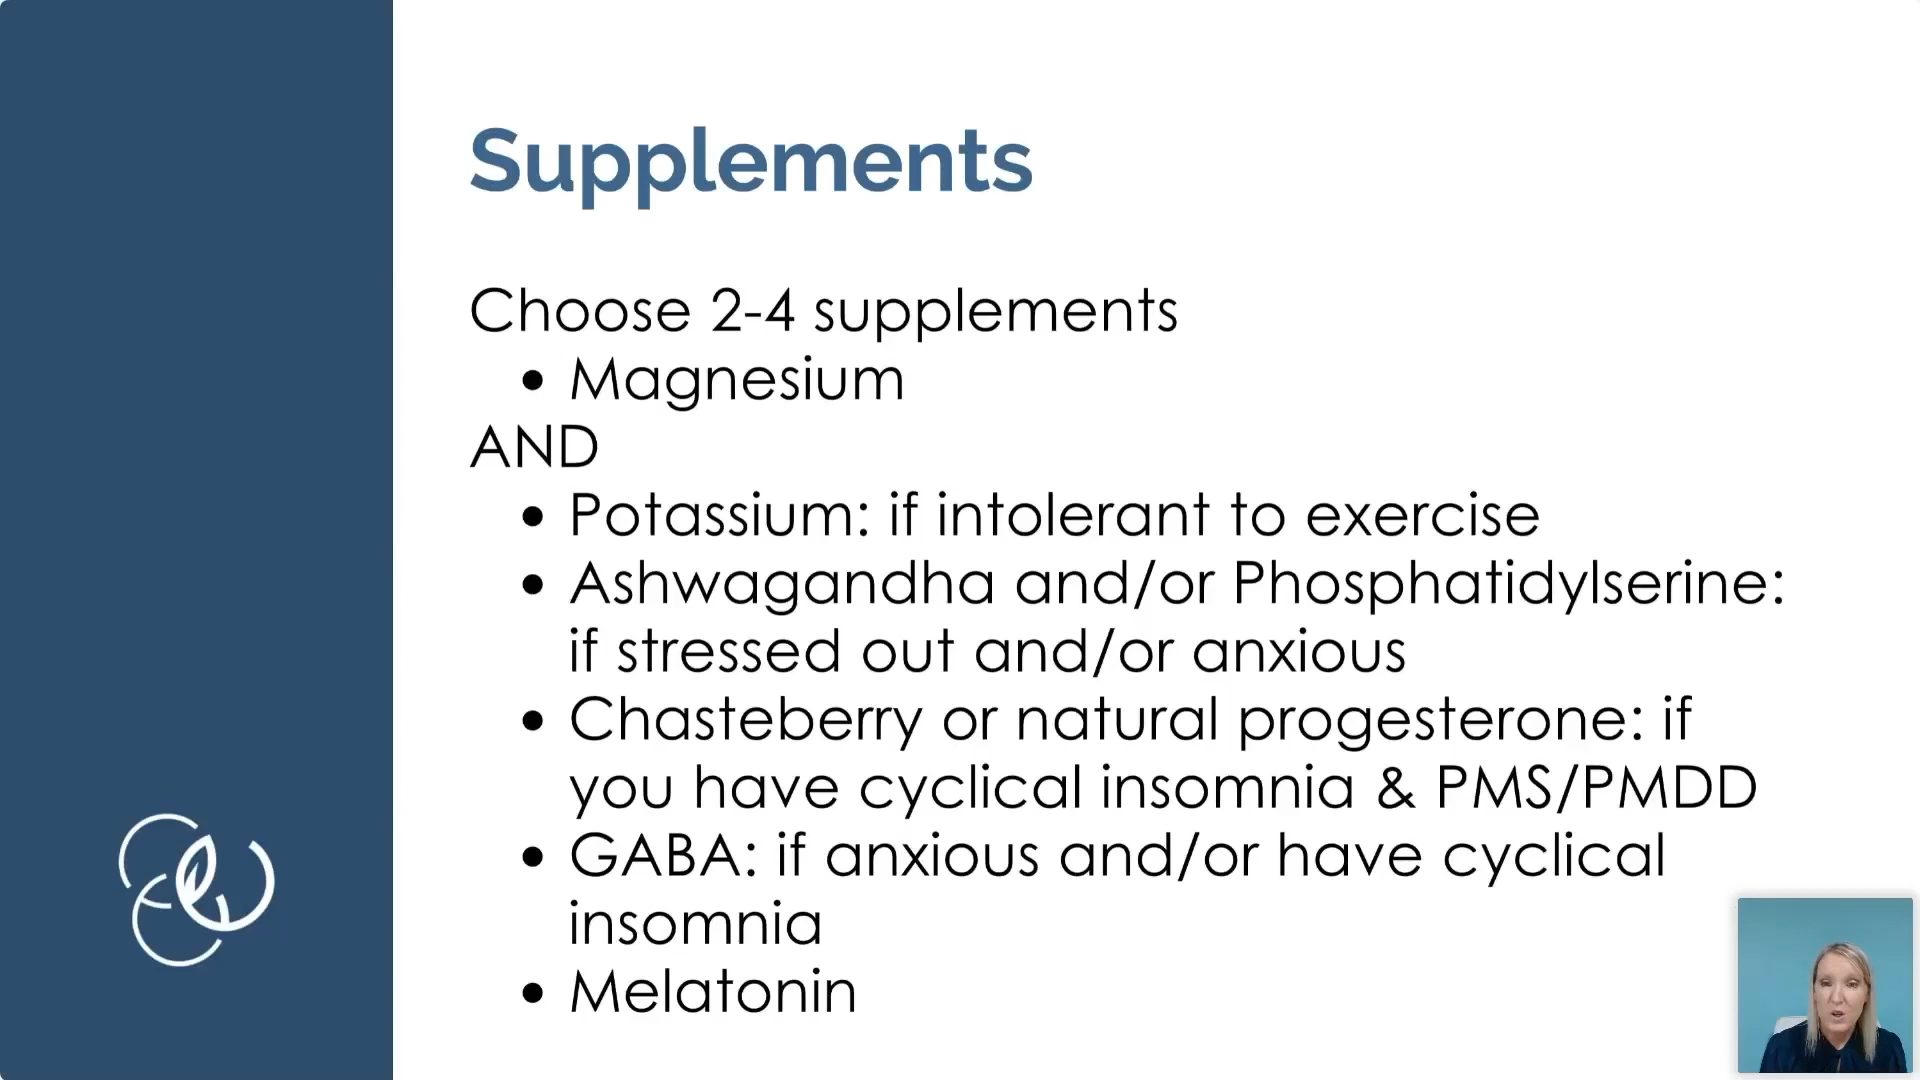 Supplements
Choose 2-4 supplements
• Magnesium
AND
• Potassium: if intolerant to exercise
• Ashwagandha and/or Phosphatidylserine:
if stressed out and/or anxious
• Chasteberry or natural progesterone: if
you have cyclical insomnia & PMS/PMDD
• GABA: if anxious and/or have cyclical
insomnia
• Melatonin